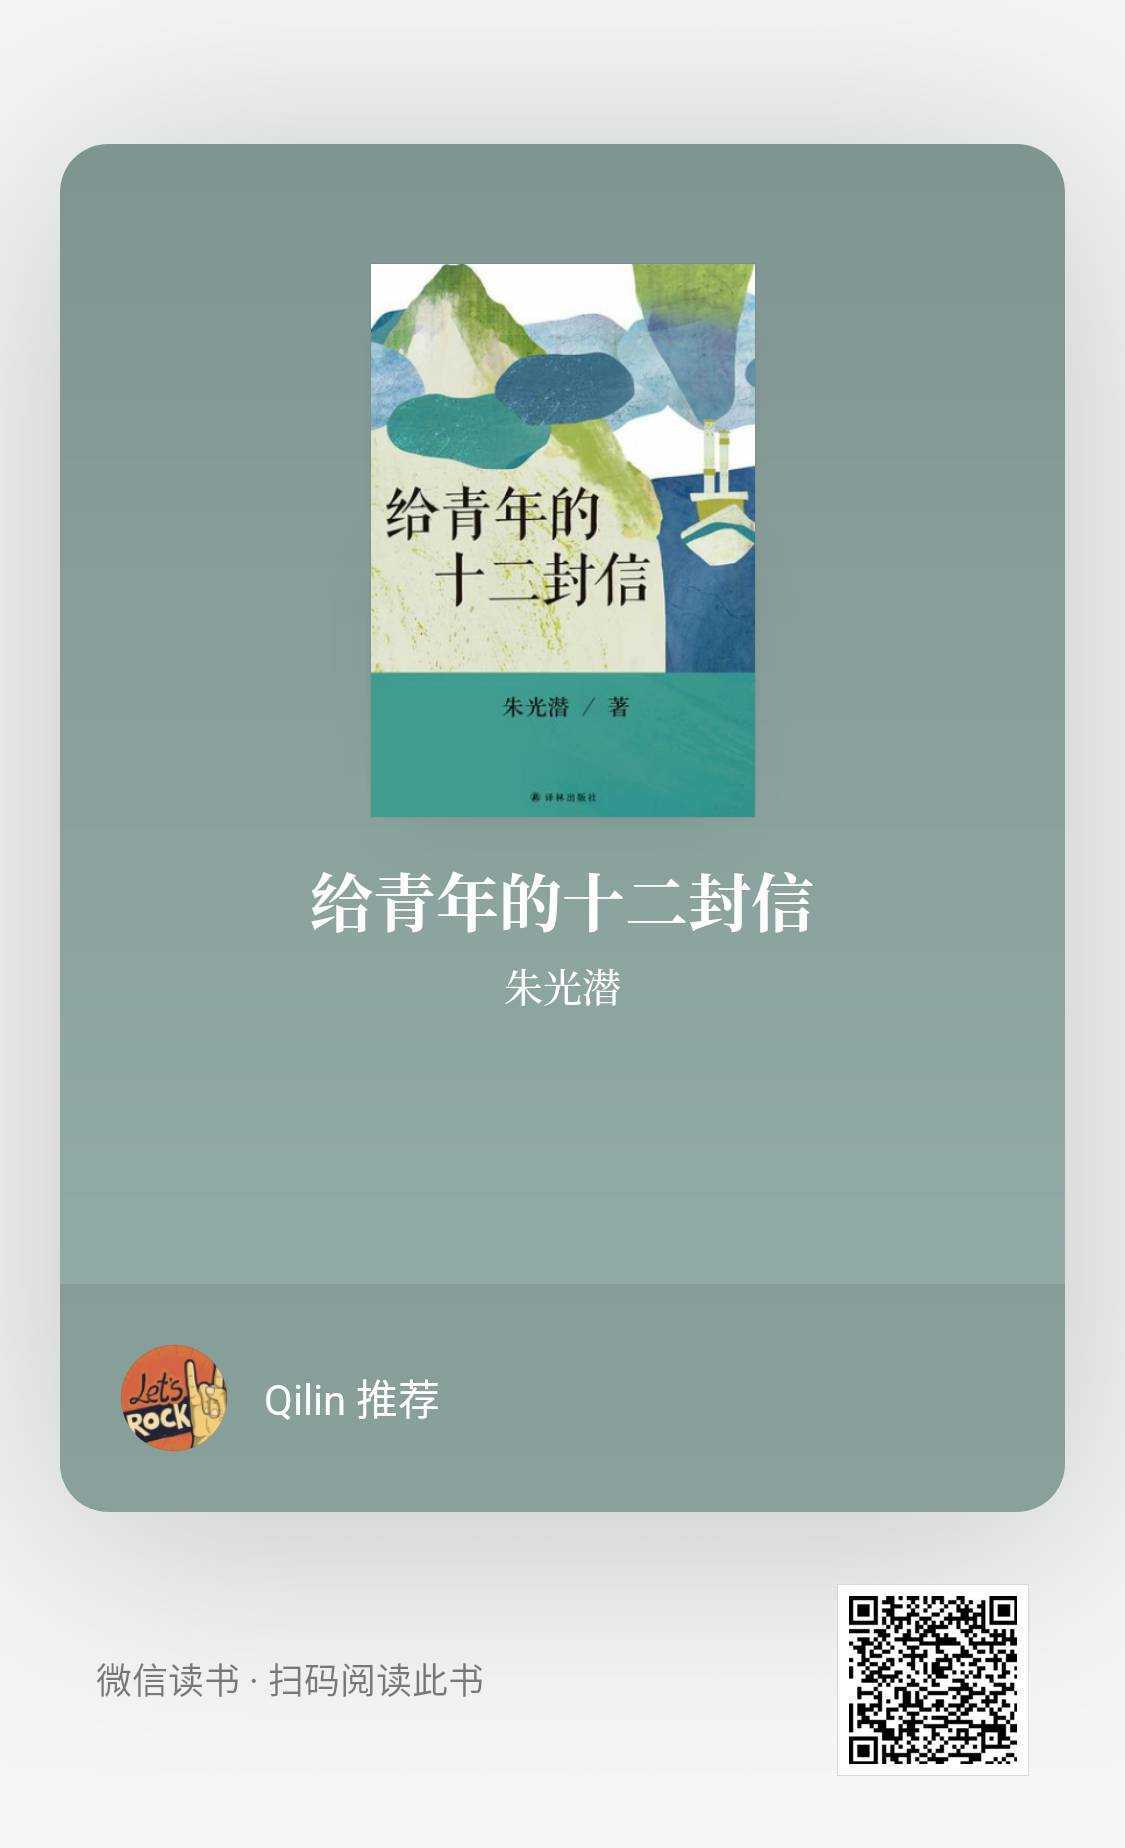 给青年的
十二封信
朱光潜 / 著
译林出版社
给青年的十二封信
朱光潜
Let's
ROCK
Qilin 推荐
微信读书 · 扫码阅读此书